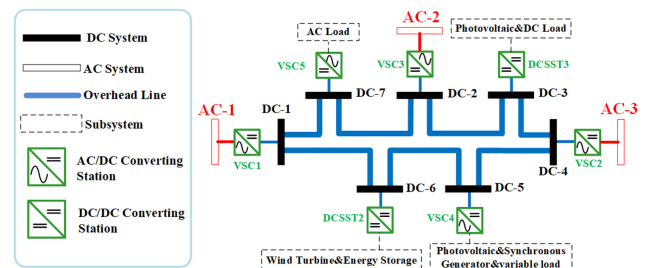 DC System
AC System
Overhead Line
Subsystem
AC/DC Converting
Station
DC/DC Converting
Station
AC-2
AC Load
Photovoltaic&DC Load
VSC5
VSC3
DCSST3
AC-1
DC-1
DC-7
DC-2
DC-3
AC-3
VSC1
DC-4
VSC2
DC-6
DC-5
DCSST2
VSC4
Wind Turbine&Energy Storage
Photovoltaic&Synchronous
Generator&variable load